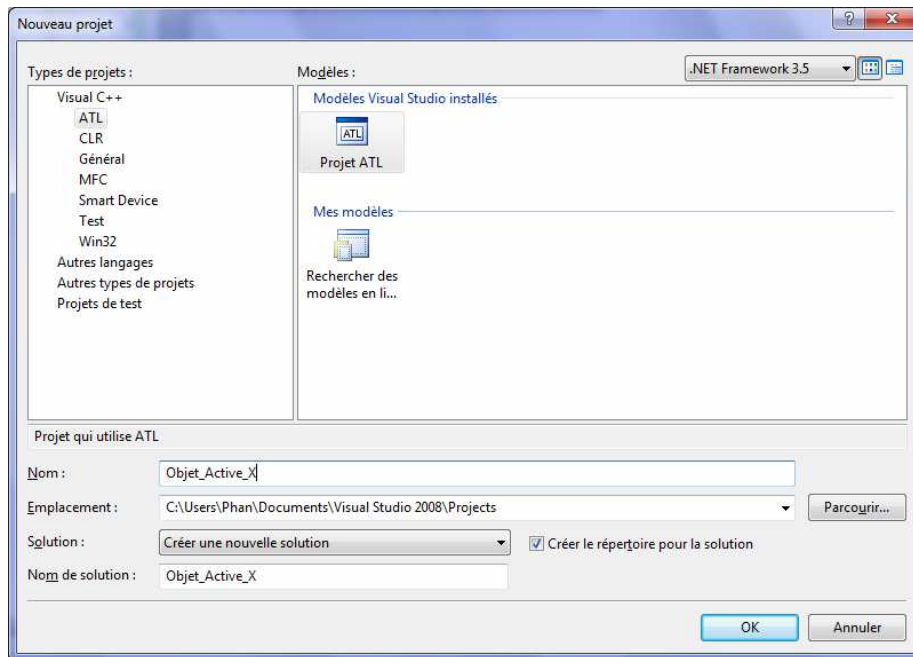 Nouveau projet
Types de projets :
Modèles :
.NET Framework 3.5
Visual C++
ATL
CLR
Général
MFC
Smart Device
Test
Win32
Autres langages
Autres types de projets
Projets de test
Modèles Visual Studio installés
ATL
Projet ATL
Mes modèles
Rechercher des
modèles en li...
Projet qui utilise ATL
Nom :
Objet_Active_X
Emplacement :
C:\Users\Phan\Documents\Visual Studio 2008\Projects
Parcourir...
Solution :
Créer une nouvelle solution
Créer le répertoire pour la solution
Nom de solution :
Objet_Active_X
OK
Annuler